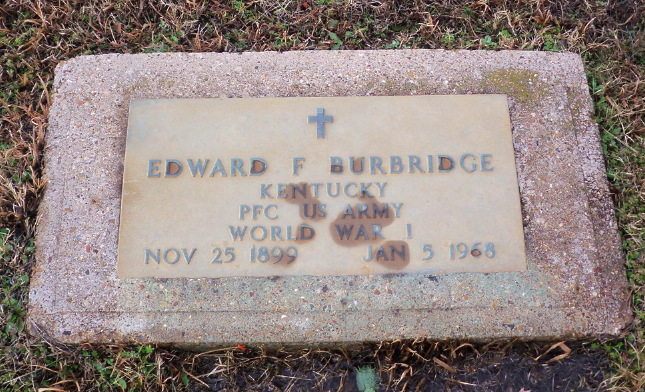 EDWARD F BURBRIDGE
KENTUCKY
PFC US ARMY
WORLD WAR I
NOV 25 1899 JAN 5 1968